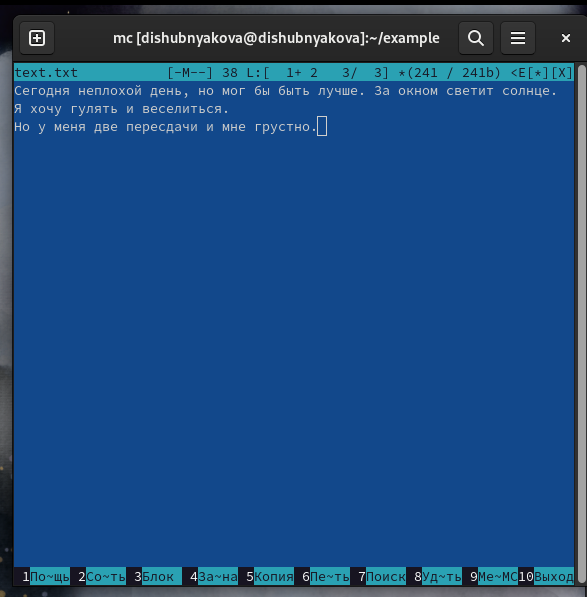 mc [dishubnyakova@dishubnyakova]:~/example
text.txt [-M--] 38 L:[ 1+ 2 3/ 3] *(241 / 241b) <E[*][X]
Сегодня неплохой день, но мог бы быть лучше. За окном светит солнце.
Я хочу гулять и веселиться.
Но у меня две пересдачи и мне грустно.
1По~щь 2Со~ть 3Блок 4За~на 5Копия 6Пе~ть 7Поиск 8Уд~ть 9Ме~МС10Выход